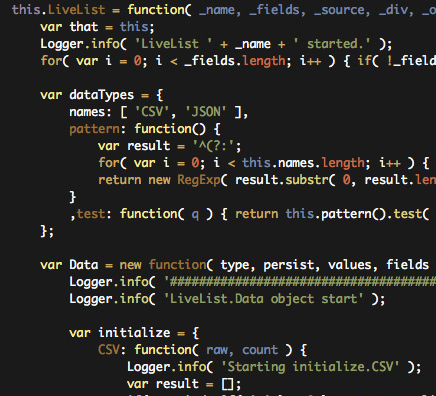 this.LiveList = function( _name, _fields, _source, _div, _o
var that = this;
Logger.info( 'LiveList ' + _name + ' started.' );
for( var i = 0; i < _fields.length; i++ ) { if( !_field
var dataTypes = {
names: [ 'CSV', 'JSON' ],
pattern: function() {
var result = '^(?:';
for( var i = 0; i < this.names.length; i++ ) {
return new RegExp( result.substr( 0, result.len
}
,test: function( q ) { return this.pattern().test(
};
var Data = new function( type, persist, values, fields
Logger.info( '#####################################
Logger.info( 'LiveList.Data object start' );
var initialize = {
CSV: function( raw, count ) {
Logger.info( 'Starting initialize.CSV' );
var result = [];